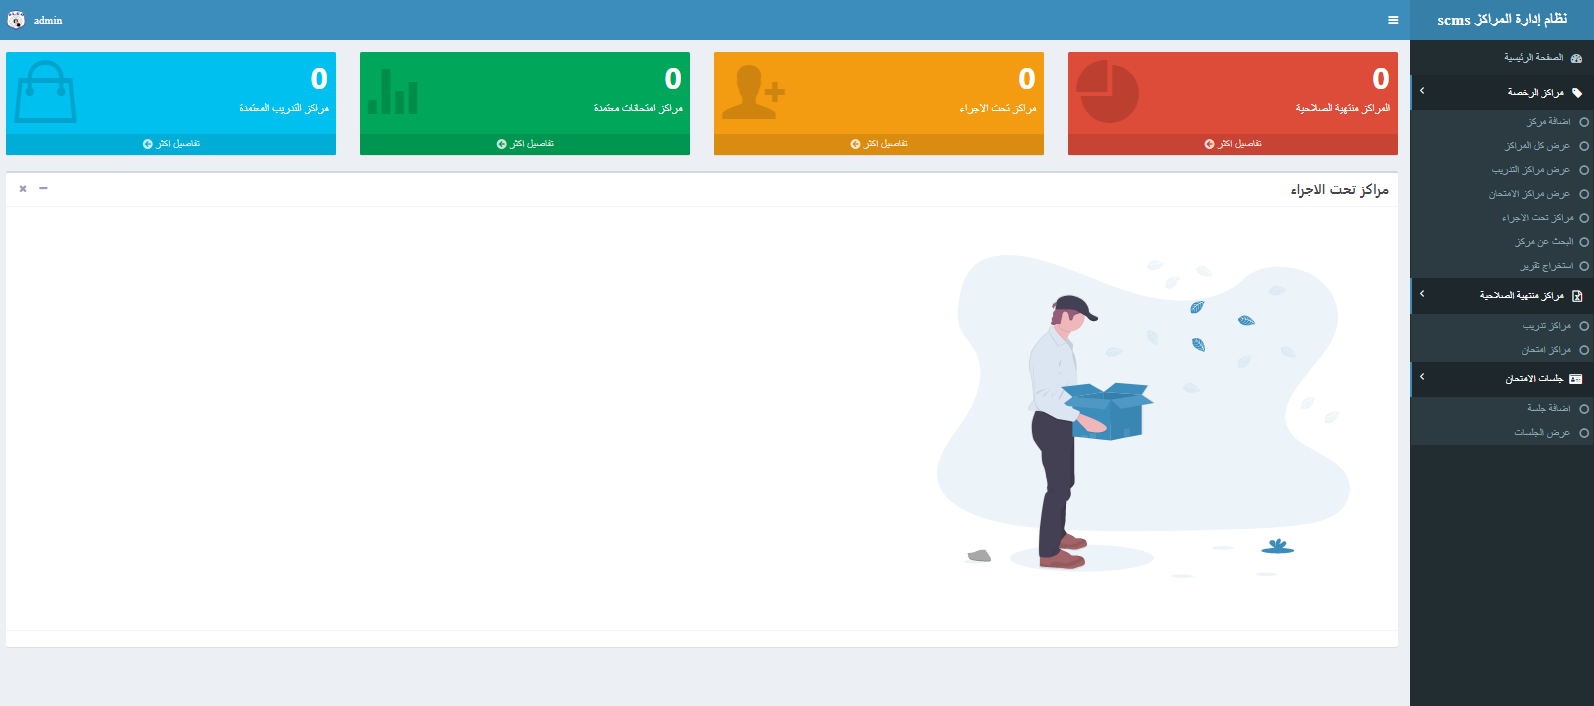 نظام إدارة المراكز scms
admin
الصفحة الرئيسية
مراكز الرخصة
اضافة مركز
عرض كل المراكز
عرض مراكز التدريب
عرض مراكز الامتحان
مراكز تحت الاجراء
البحث عن مركز
استخراج تقرير
مراكز منتهية الصلاحية
مراكز تدريب
مراكز امتحان
جلسات الامتحان
اضافة جلسة
عرض الجلسات
0
المراكز منتهية الصلاحية
تفاصيل اكثر
0
مراكز تحت الاجراء
تفاصيل اكثر
0
مراكز امتحانات معتمدة
تفاصيل اكثر
0
مراكز التدريب المعتمدة
تفاصيل اكثر
مراكز تحت الاجراء